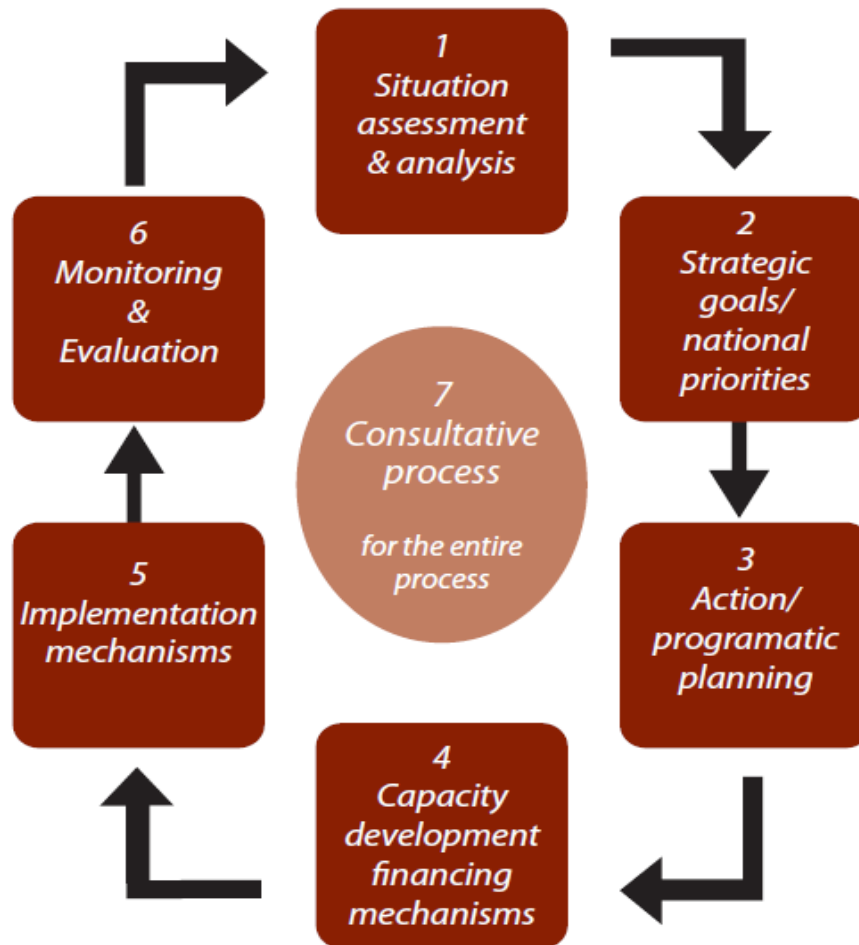 1
Situation
assessment
& analysis
2
Strategic
goals/
national
priorities
3
Action/
programatic
planning
4
Capacity
development
financing
mechanisms
5
Implementation
mechanisms
6
Monitoring
&
Evaluation
7
Consultative
process
for the entire
process